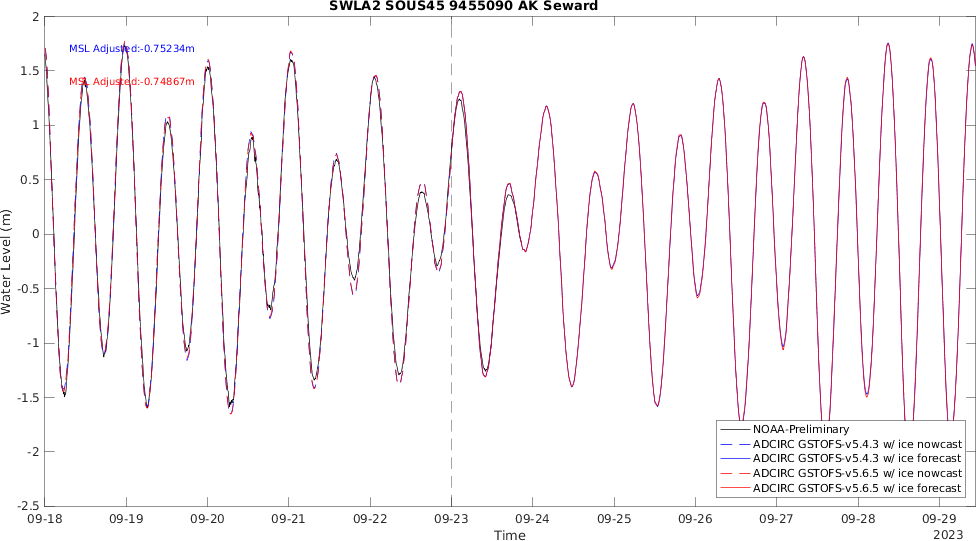 SWLA2 SOUS45 9455090 AK Seward
MSL Adjusted:-0.75234m
MSL Adjusted:-0.74867m
Water Level (m)
2
1.5
1
0.5
0
-0.5
-1
-1.5
-2
-2.5
NOAA-Preliminary
ADCIRC GSTOFS-v5.4.3 w/ ice nowcast
ADCIRC GSTOFS-v5.4.3 w/ ice forecast
ADCIRC GSTOFS-v5.6.5 w/ ice nowcast
ADCIRC GSTOFS-v5.6.5 w/ ice forecast
09-18 09-19 09-20 09-21 09-22 09-23 09-24 09-25 09-26 09-27 09-28 09-29
Time
2023